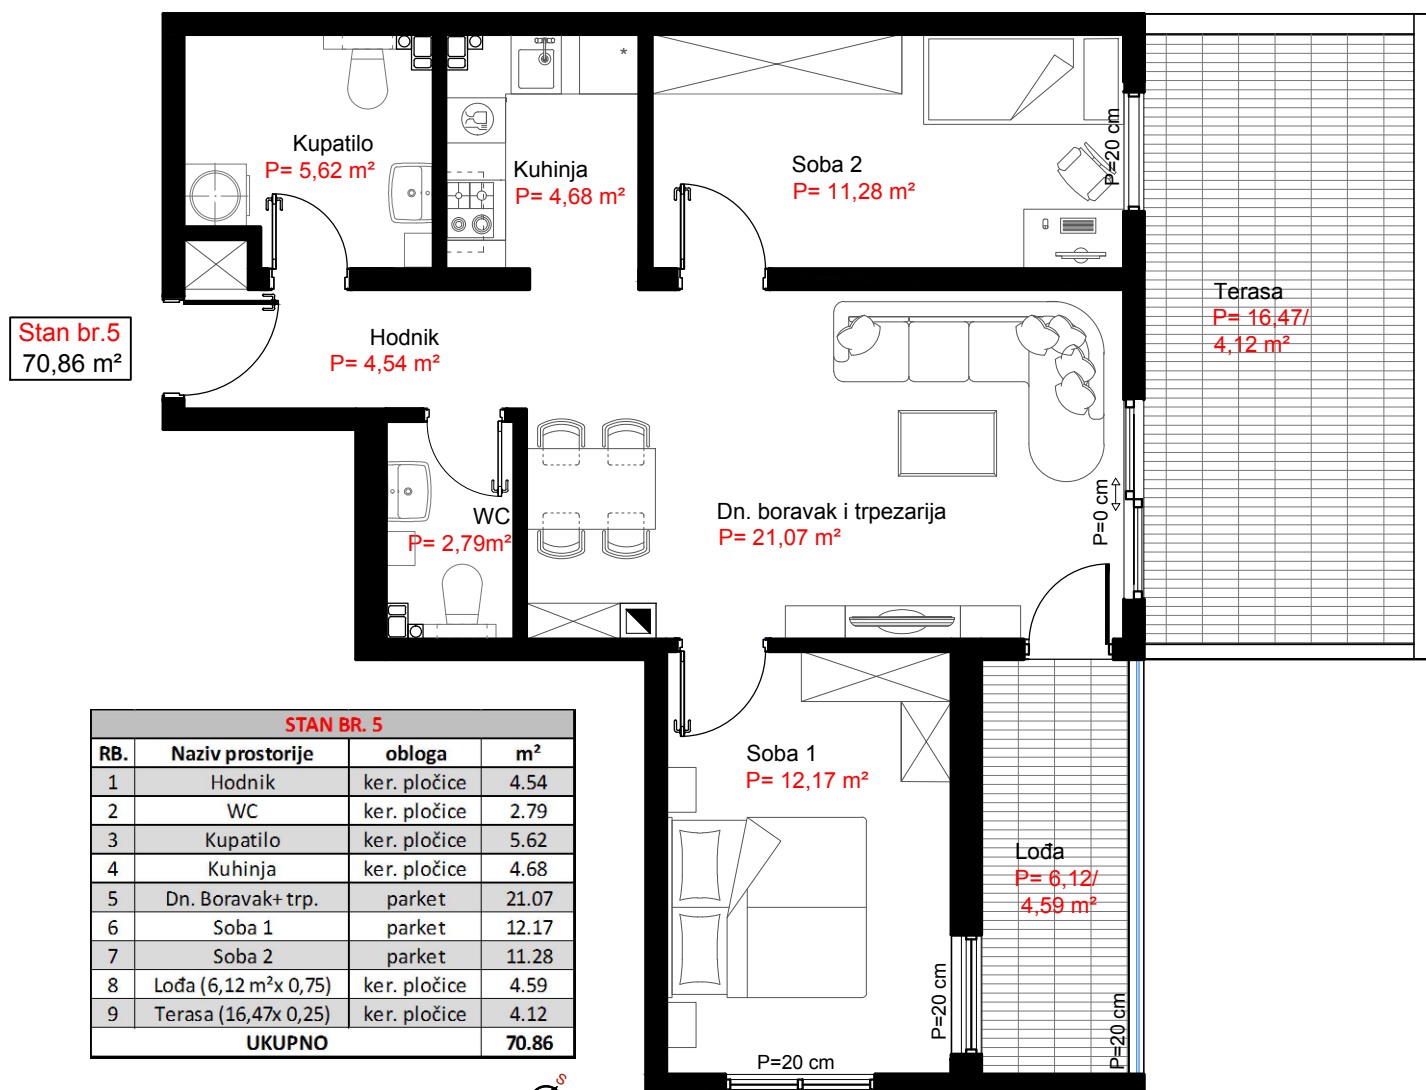 Kupatilo
P= 5,62 m²
Kuhinja
P= 4,68 m²
*
Soba 2
P= 11,28 m²
P=20 cm
Terasa
P= 16,47/
4,12 m²
Stan br.5
70,86 m²
Hodnik
P= 4,54 m²
WC
P= 2,79m²
Dn. boravak i trpezarija
P= 21,07 m²
P=0 cm
Soba 1
P= 12,17 m²
Lođa
P= 6,12/
4,59 m²
P=20 cm
P=20 cm
P=20 cm
STAN BR. 5
RB. Naziv prostorije obloga m²
1 Hodnik ker. pločice 4.54
2 WC ker. pločice 2.79
3 Kupatilo ker. pločice 5.62
4 Kuhinja ker. pločice 4.68
5 Dn. Boravak+ trp. parket 21.07
6 Soba 1 parket 12.17
7 Soba 2 parket 11.28
8 Lođa (6,12 m²x 0,75) ker. pločice 4.59
9 Terasa (16,47x 0,25) ker. pločice 4.12
UKUPNO 70.86
S